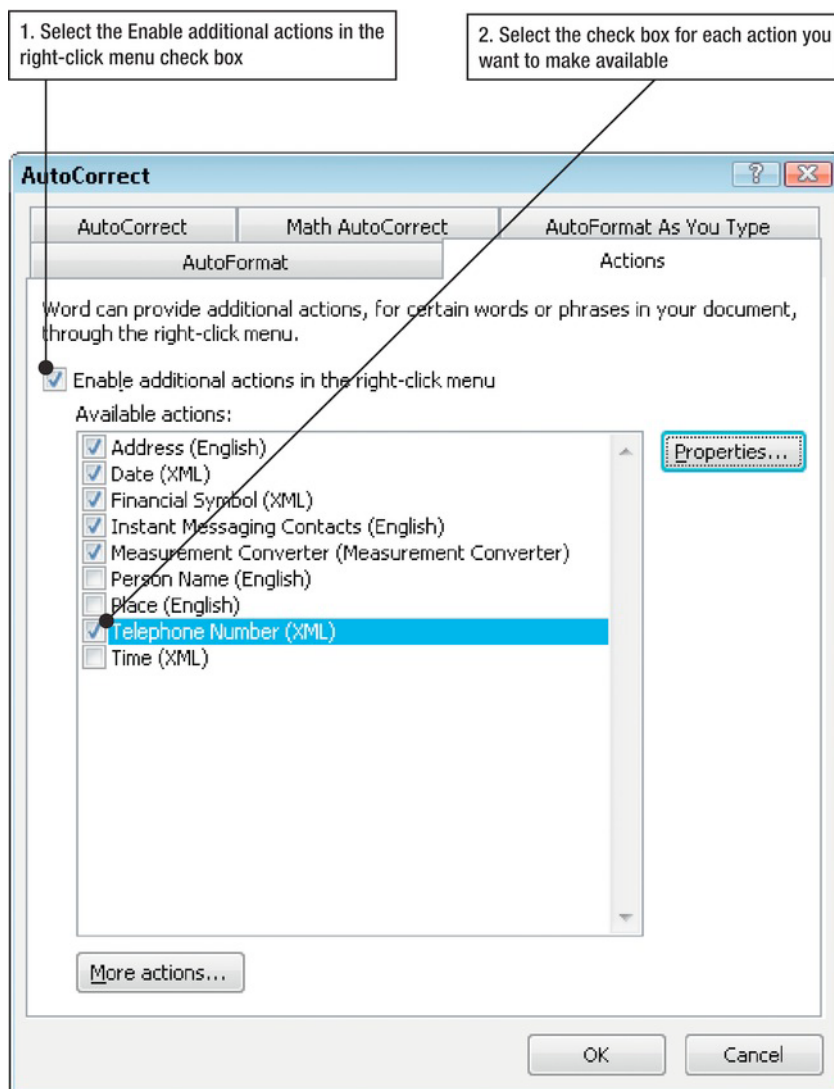 1. Select the Enable additional actions in the
right-click menu check box
2. Select the check box for each action you
want to make available
AutoCorrect
AutoCorrect
Math AutoCorrect
AutoFormat As You Type
AutoFormat
Actions
Word can provide additional actions, for certain words or phrases in your document,
through the right-click menu.
Enable additional actions in the right-click menu
Available actions:
Address (English)
Date (XML)
Financial Symbol (XML)
Instant Messaging Contacts (English)
Measurement Converter (Measurement Converter)
Person Name (English)
Place (English)
Telephone Number (XML)
Time (XML)
Properties...
More actions...
OK
Cancel